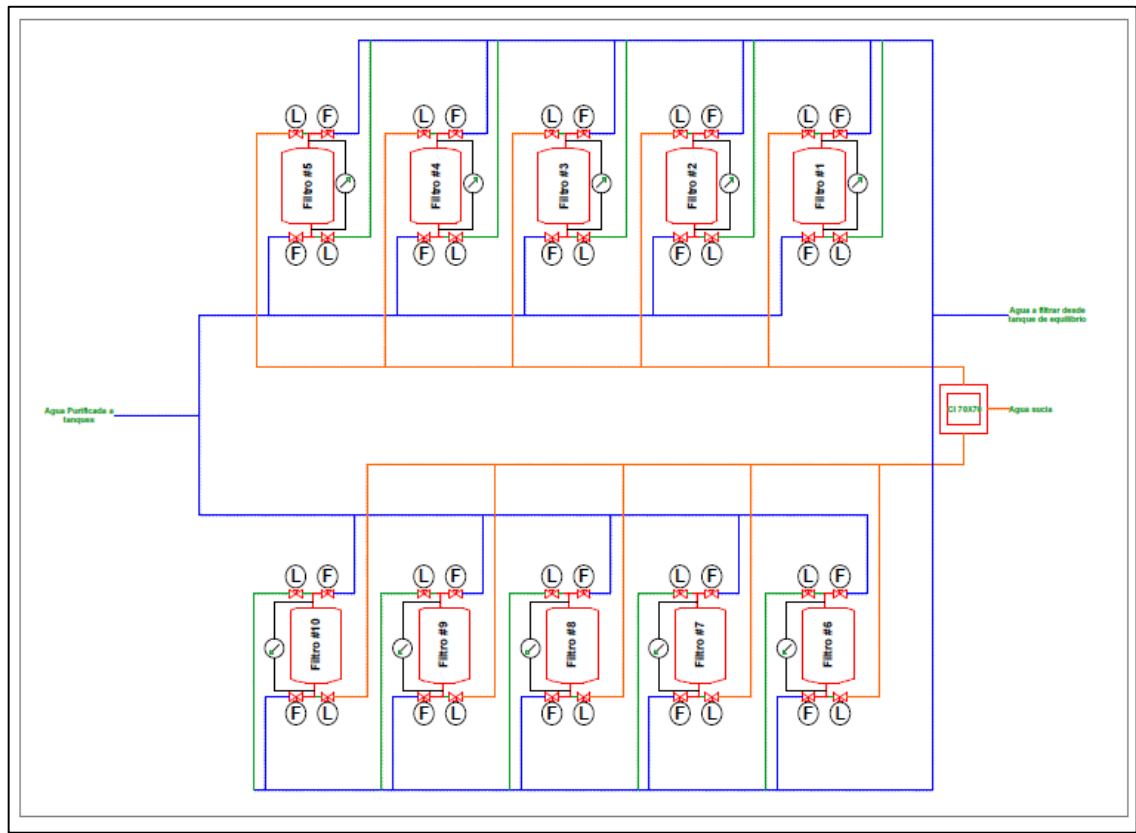 L F L F L F L F L F
Filtro #5 Filtro #4 Filtro #3 Filtro #2 Filtro #1
F L F L F L F L F L
Agua a filtrar desde
tanque de equilibrio
CI 70X70 Agua sucia
Agua Purificada a
tanques
L F L F L F L F L F
Filtro #10 Filtro #9 Filtro #8 Filtro #7 Filtro #6
F L F L F L F L F L